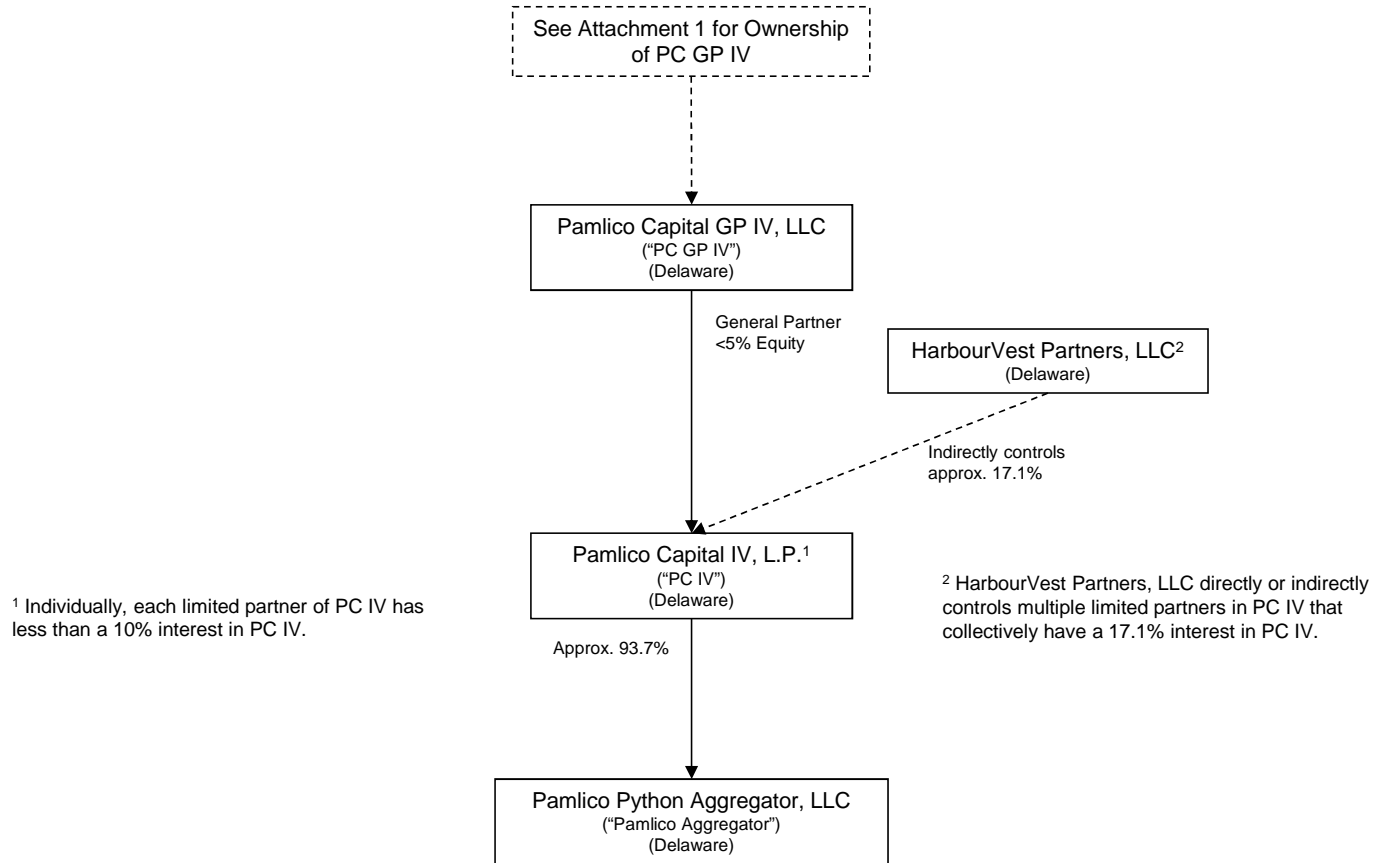 See Attachment 1 for Ownership
of PC GP IV
Pamlico Capital GP IV, LLC
(“PC GP IV”)
(Delaware)
General Partner
<5% Equity
HarbourVest Partners, LLC²
(Delaware)
Indirectly controls
approx. 17.1%
Pamlico Capital IV, L.P.¹
(“PC IV”)
(Delaware)
¹ Individually, each limited partner of PC IV has
less than a 10% interest in PC IV.
² HarbourVest Partners, LLC directly or indirectly
controls multiple limited partners in PC IV that
collectively have a 17.1% interest in PC IV.
Approx. 93.7%
Pamlico Python Aggregator, LLC
(“Pamlico Aggregator”)
(Delaware)